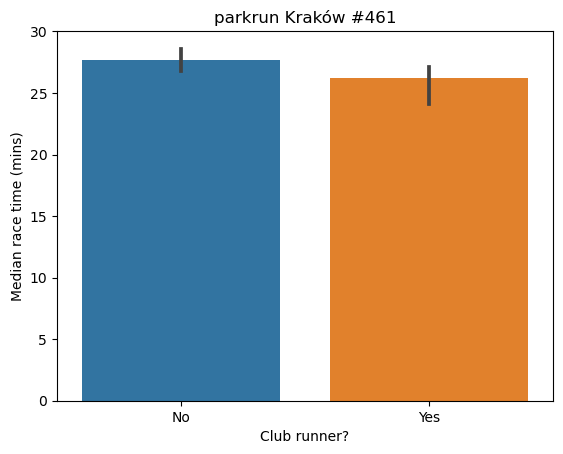 parkrun Kraków #461
Median race time (mins)
30
25
20
15
10
5
0
No
Yes
Club runner?